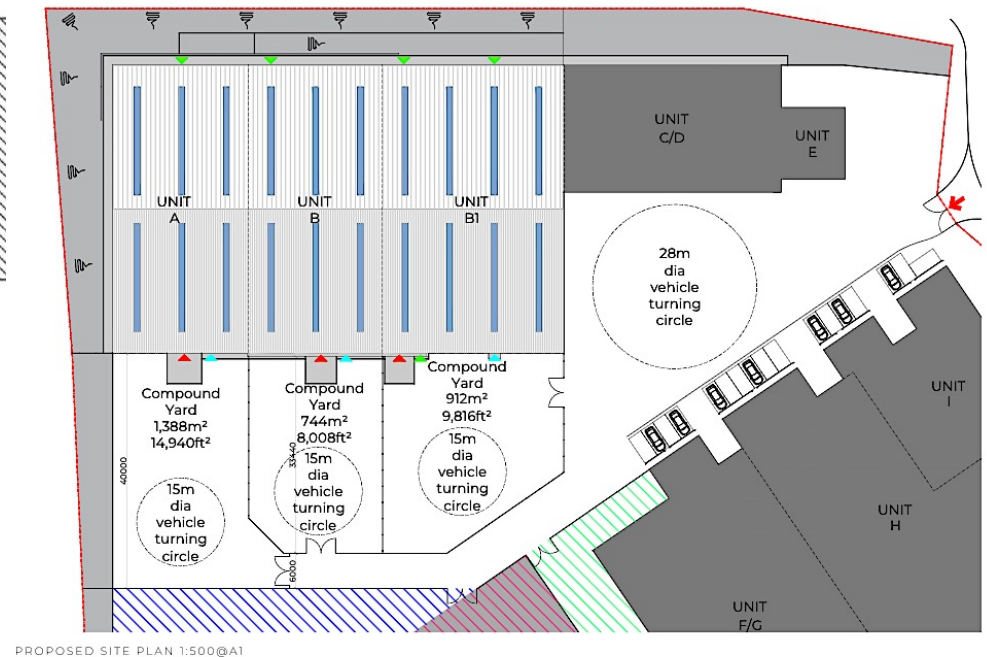 UNIT
C/D
UNIT
E
UNIT
A
UNIT
B
UNIT
B1
28m
dia
vehicle
turning
circle
Compound
Yard
1,388m²
14,940ft²
Compound
Yard
744m²
8,008ft²
Compound
Yard
912m²
9,816ft²
15m
dia
vehicle
turning
circle
15m
dia
vehicle
turning
circle
15m
dia
vehicle
turning
circle
40000
33440
6000
UNIT
I
UNIT
H
UNIT
F/G
PROPOSED SITE PLAN 1:500@A1